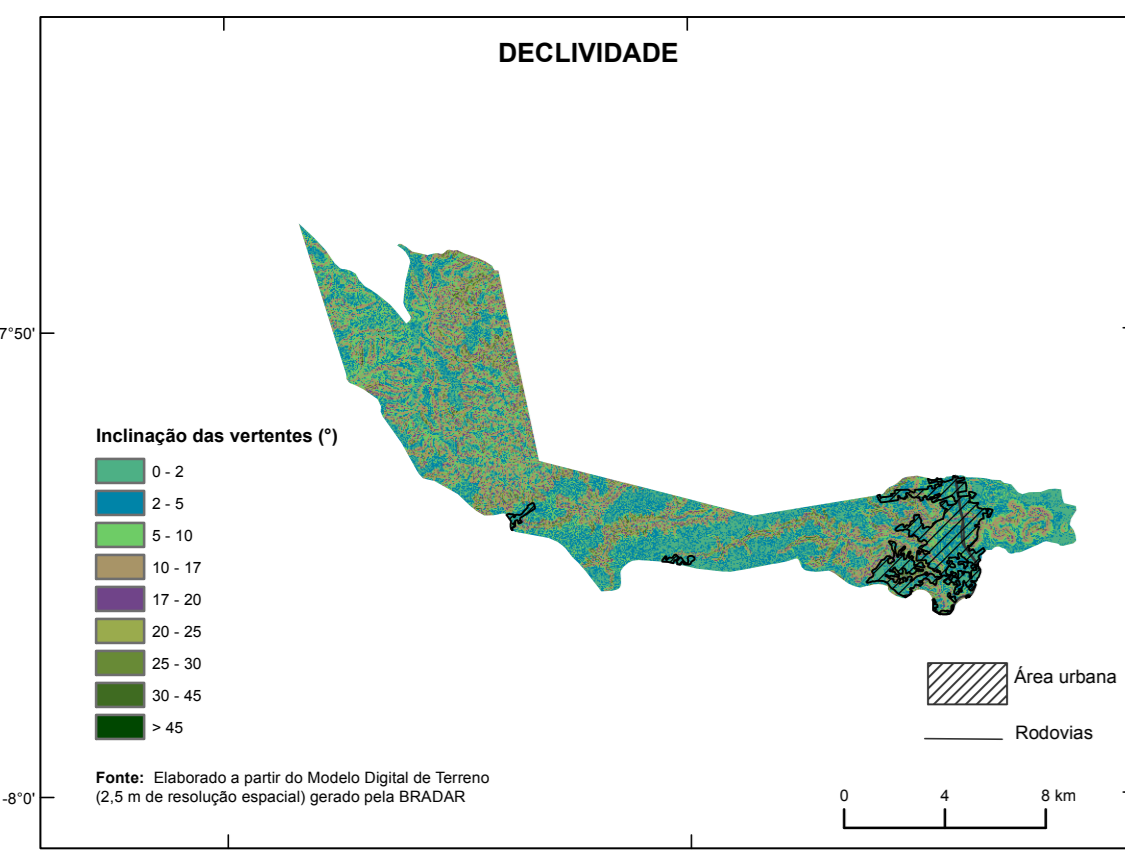 DECLIVIDADE
7°50'
Inclinação das vertentes (°)
0 - 2
2 - 5
5 - 10
10 - 17
17 - 20
20 - 25
25 - 30
30 - 45
> 45
Área urbana
Rodovias
Fonte: Elaborado a partir do Modelo Digital de Terreno
(2,5 m de resolução espacial) gerado pela BRADAR
-8°0'
0 4 8 km